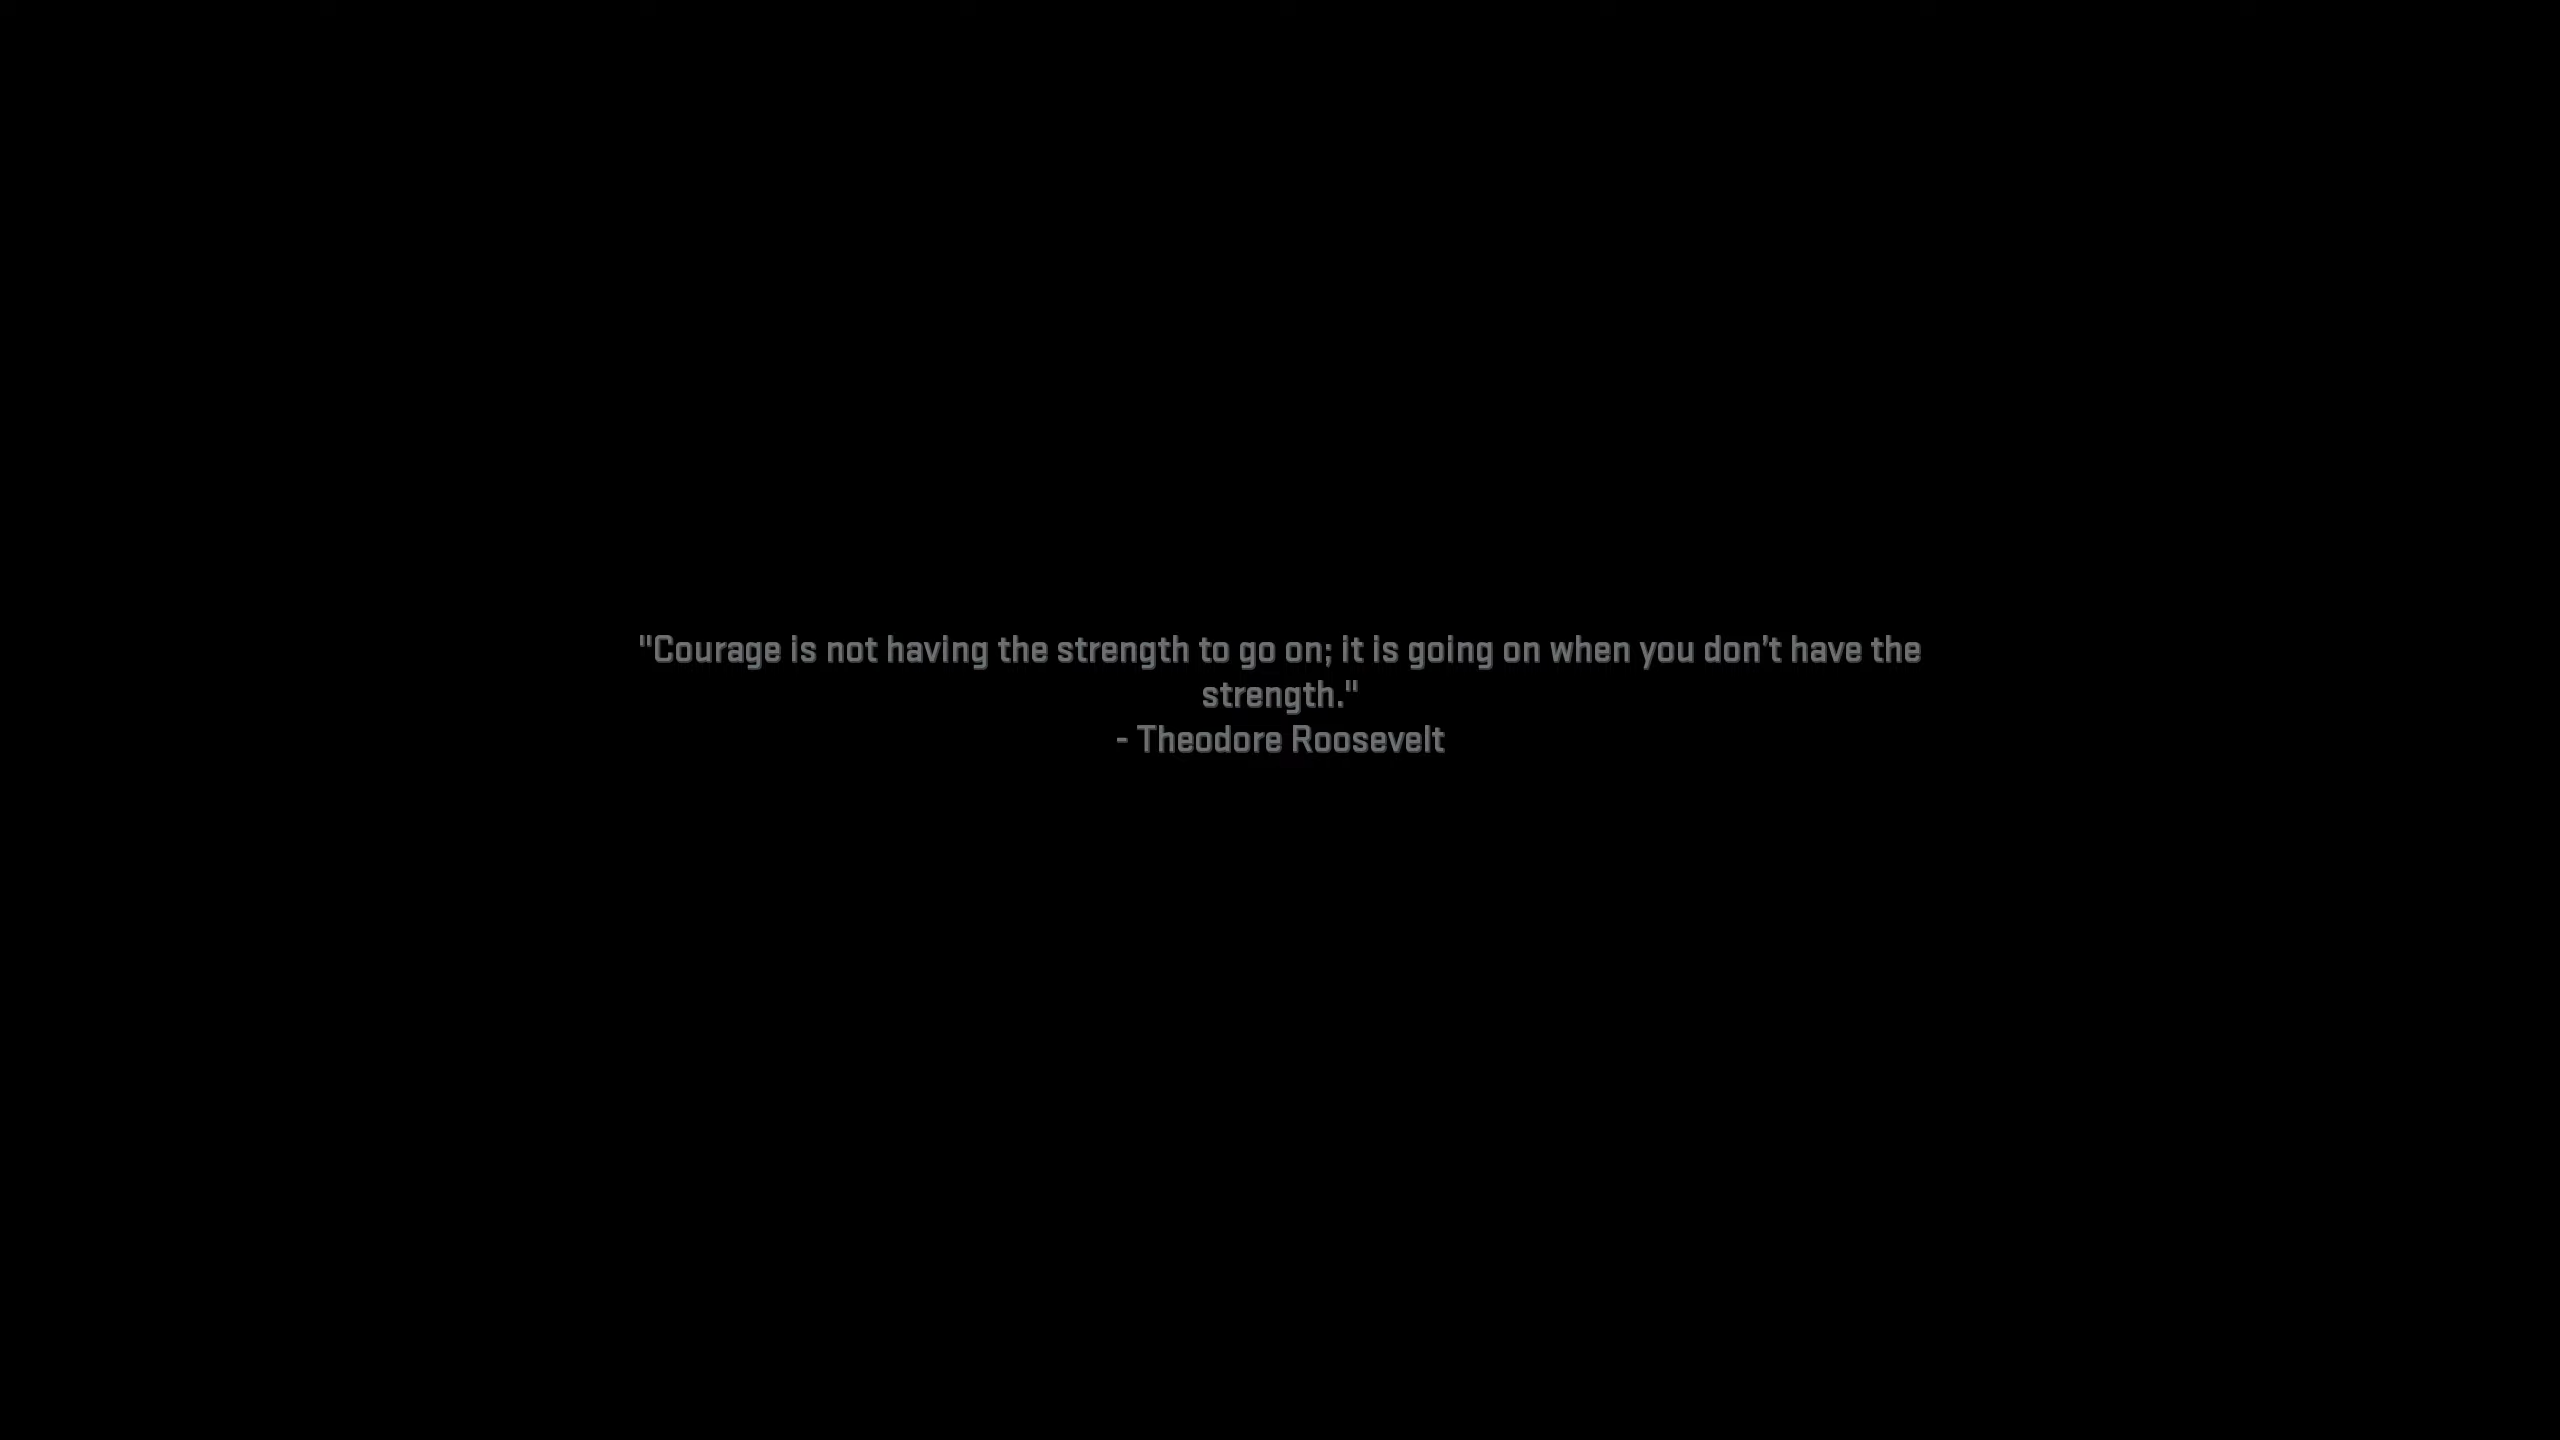 "Courage is not having the strength to go on; it is going on when you don't have the
strength."
- Theodore Roosevelt